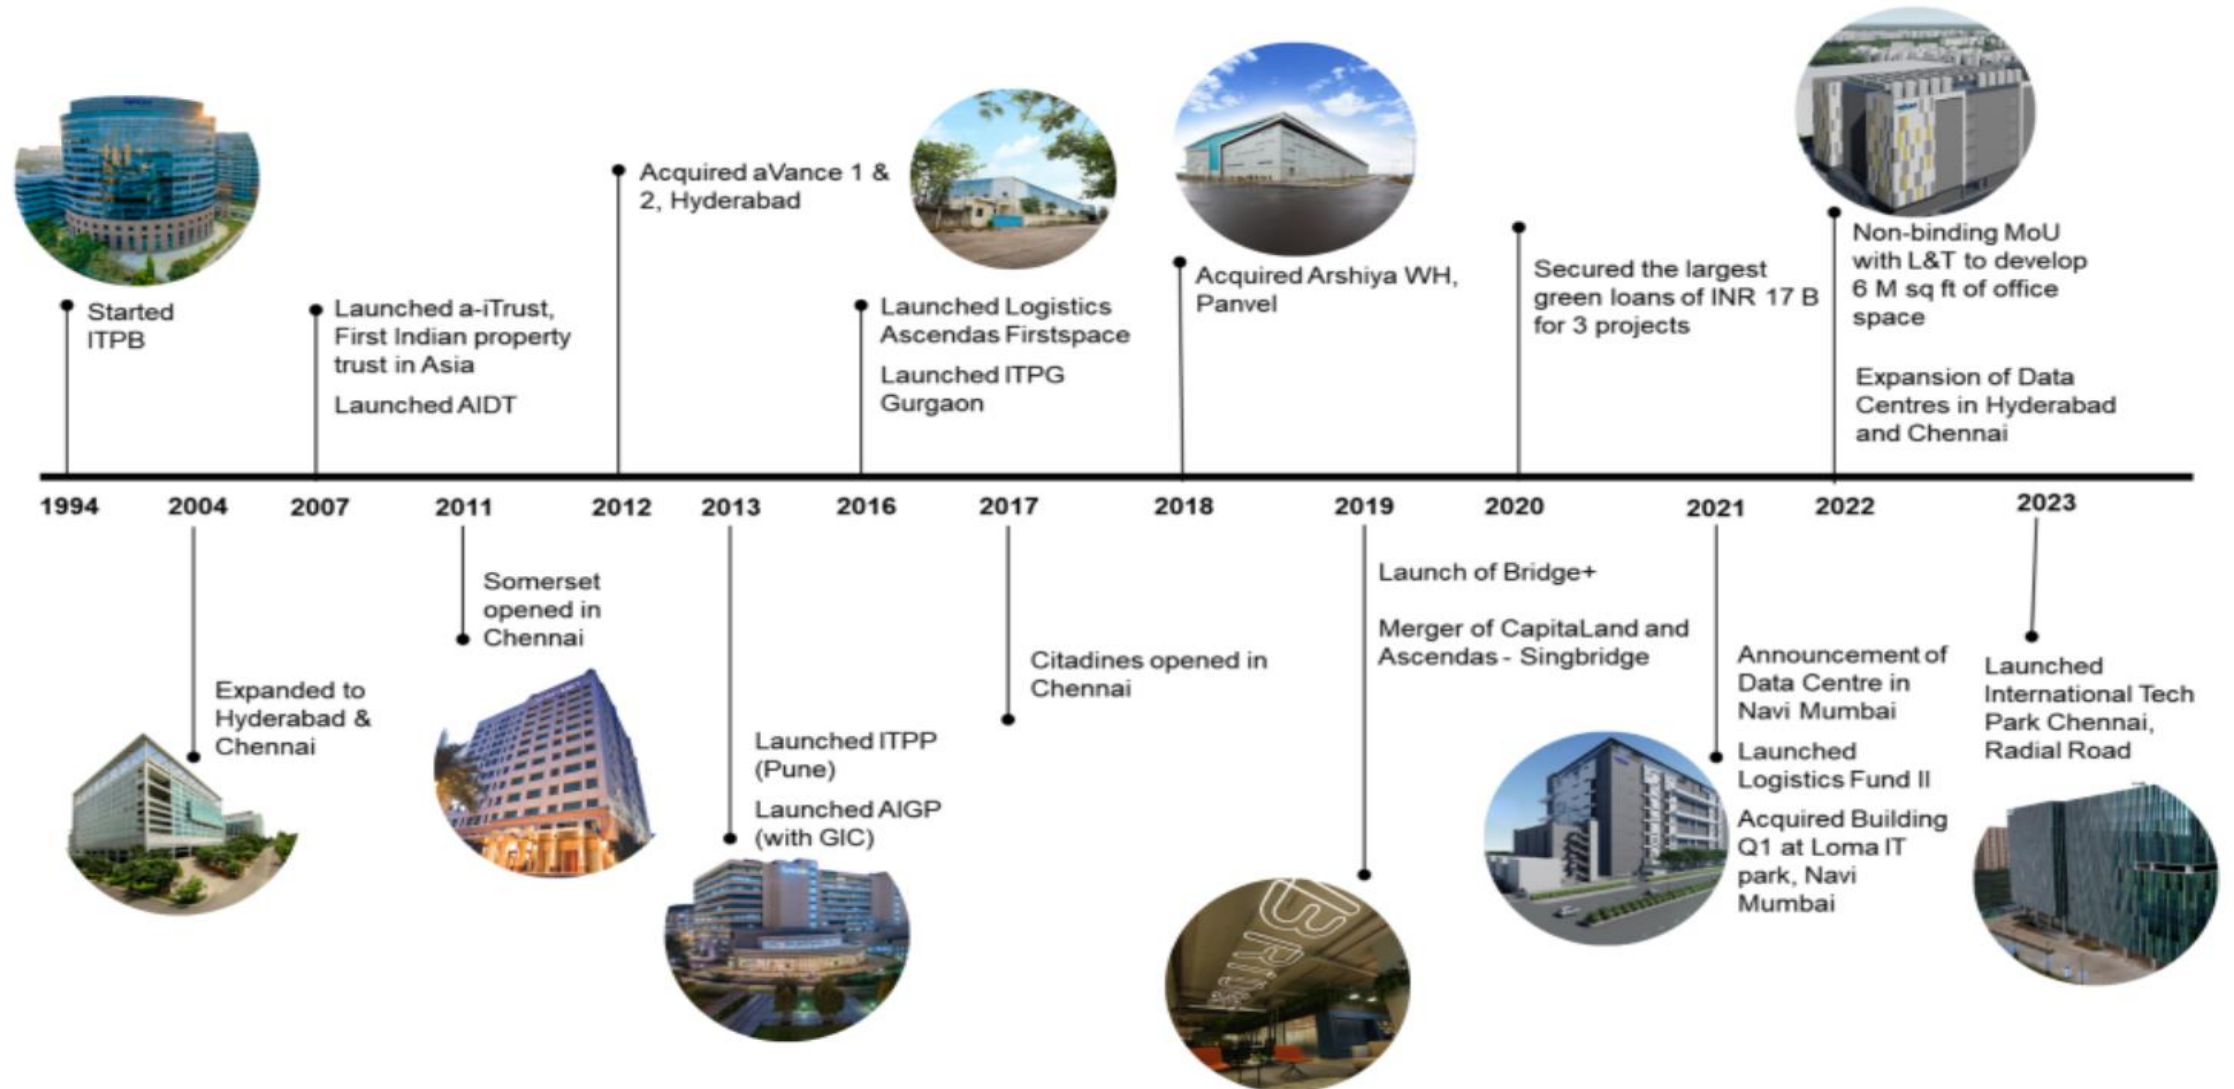 Started
ITPB
Launched a-iTrust,
First Indian property
trust in Asia
Launched AIDT
Acquired aVance 1 &
2, Hyderabad
Launched Logistics
Ascendas Firstspace
Launched ITPG
Gurgaon
Acquired Arshiya WH,
Panvel
Secured the largest
green loans of INR 17 B
for 3 projects
Non-binding MoU
with L&T to develop
6 M sq ft of office
space
Expansion of Data
Centres in Hyderabad
and Chennai
1994 2004 2007 2011 2012 2013 2016 2017 2018 2019 2020 2021 2022 2023
Expanded to
Hyderabad &
Chennai
Somerset
opened in
Chennai
Launched ITPP
(Pune)
Launched AIGP
(with GIC)
Citadines opened in
Chennai
Launch of Bridge+
Merger of CapitaLand and
Ascendas - Singbridge
Announcement of
Data Centre in
Navi Mumbai
Launched
Logistics Fund II
Acquired Building
Q1 at Loma IT
park, Navi
Mumbai
Launched
International Tech
Park Chennai,
Radial Road